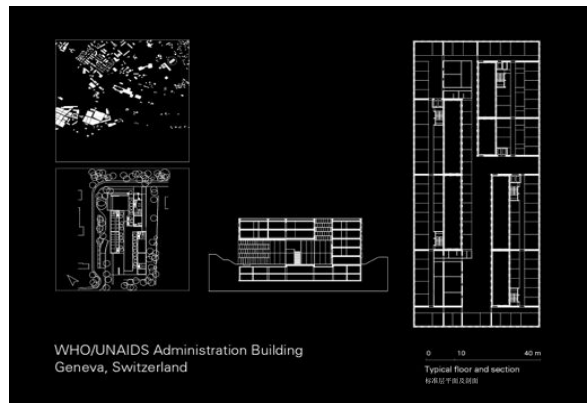 WHO/UNAIDS Administration Building
Geneva, Switzerland
0 10 40 m
Typical floor and section
标准层平面及剖面